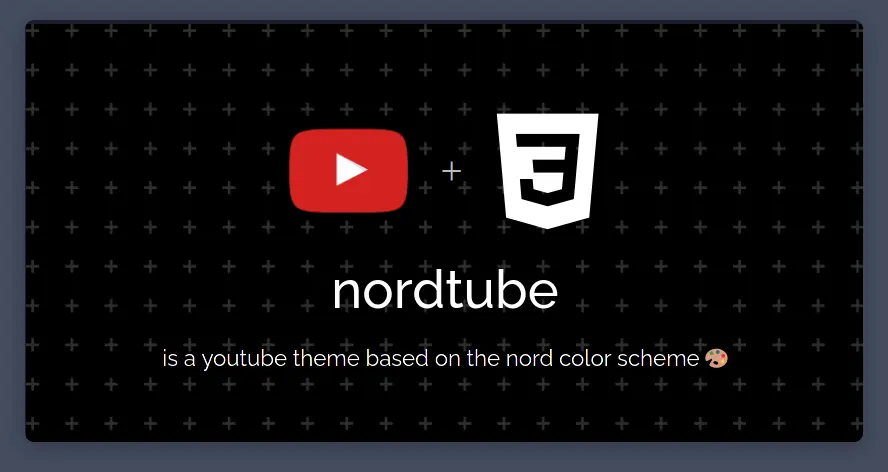 +
nordtube
is a youtube theme based on the nord color scheme 🎨